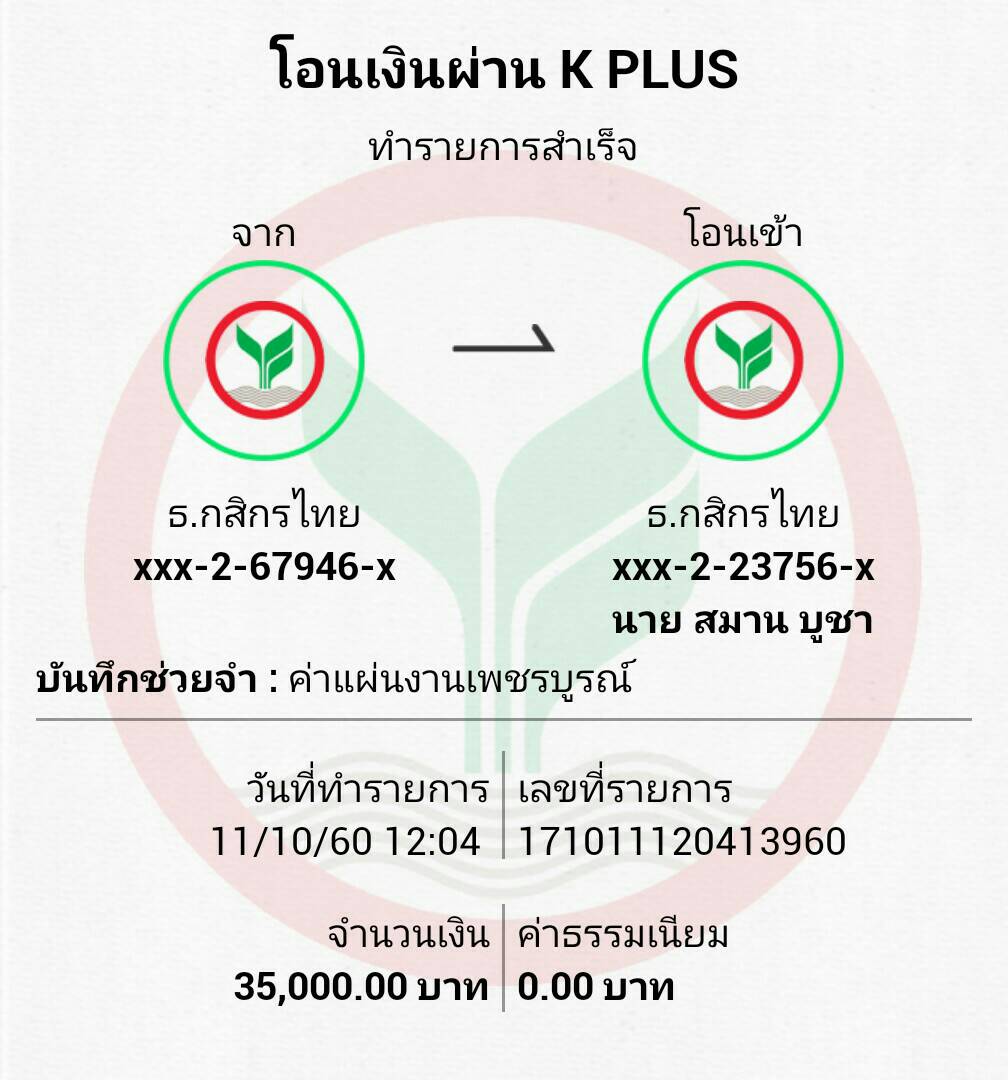 โอนเงินผ่าน K PLUS
ทำรายการสำเร็จ
จาก
โอนเข้า
ธ.กสิกรไทย
xxx-2-67946-x
ธ.กสิกรไทย
xxx-2-23756-x
นาย สมาน บูชา
บันทึกช่วยจำ : ค่าแผ่นงานเพชรบูรณ์
วันที่ทำรายการ
11/10/60 12:04
เลขที่รายการ
171011120413960
จำนวนเงิน
35,000.00 บาท
ค่าธรรมเนียม
0.00 บาท